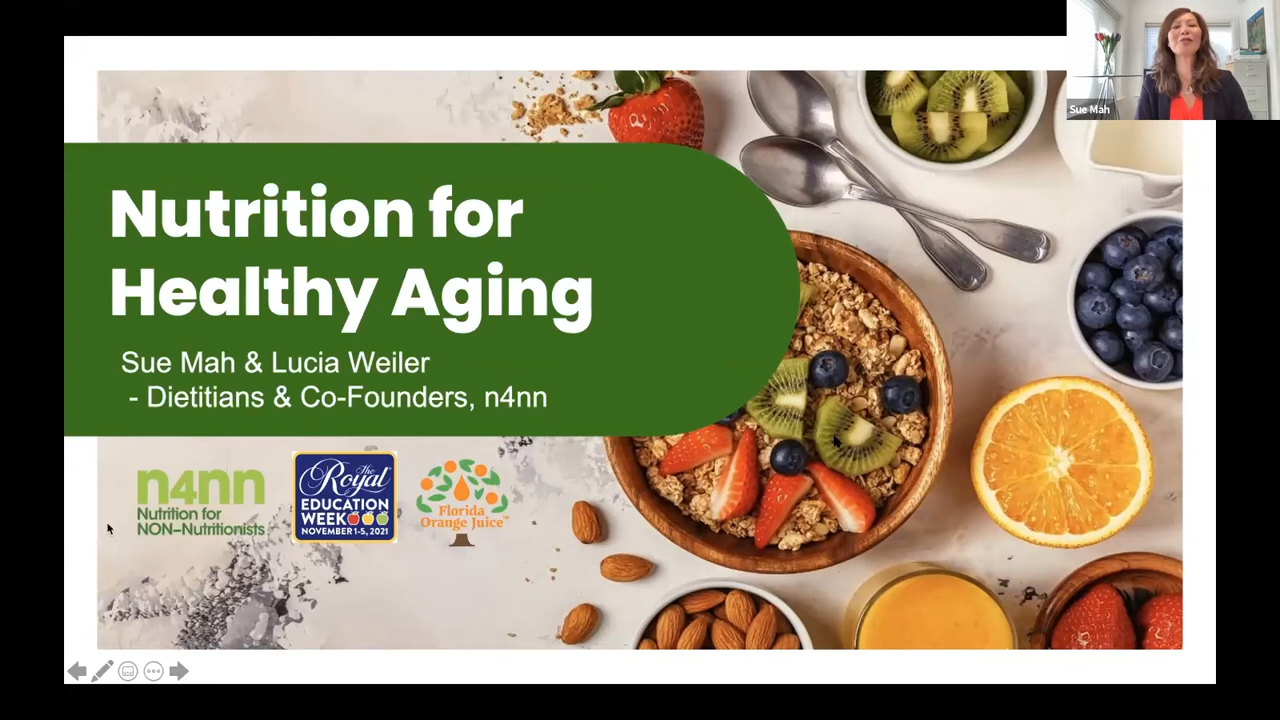 Sue Mah
Nutrition for
Healthy Aging
Sue Mah & Lucia Weiler
- Dietitians & Co-Founders, n4nn
n4nn
Nutrition for
NON–Nutritionists
The
Royal
EDUCATION
WEEK
NOVEMBER 1-5, 2021
Florida
Orange Juice™